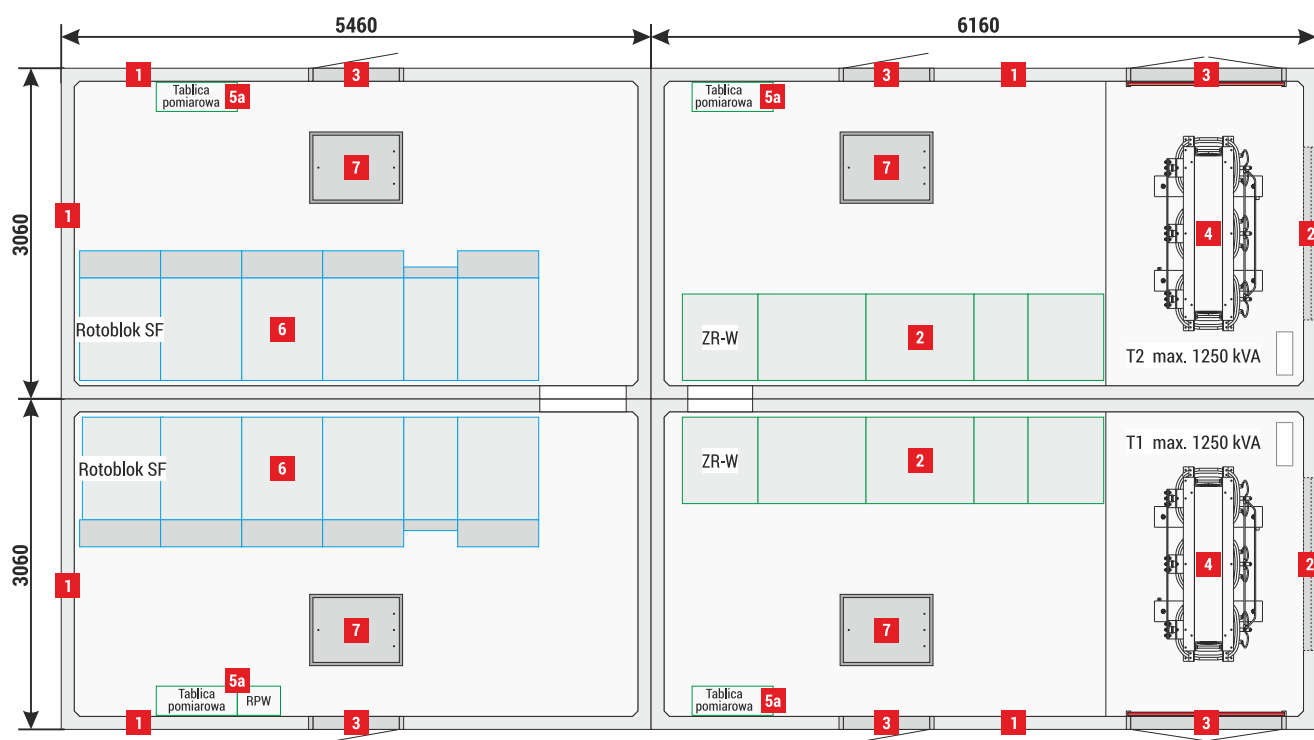 5460
6160
1
3
3
1
3
Tablica
pomiarowa
5a
Tablica
pomiarowa
5a
7
7
3060
1
4
2
Rotoblok SF
6
ZR-W
2
T2 max. 1250 kVA
Rotoblok SF
6
ZR-W
2
T1 max. 1250 kVA
3060
1
4
2
7
7
5a
Tablica
pomiarowa
RPW
Tablica
pomiarowa
5a
1
3
3
1
3